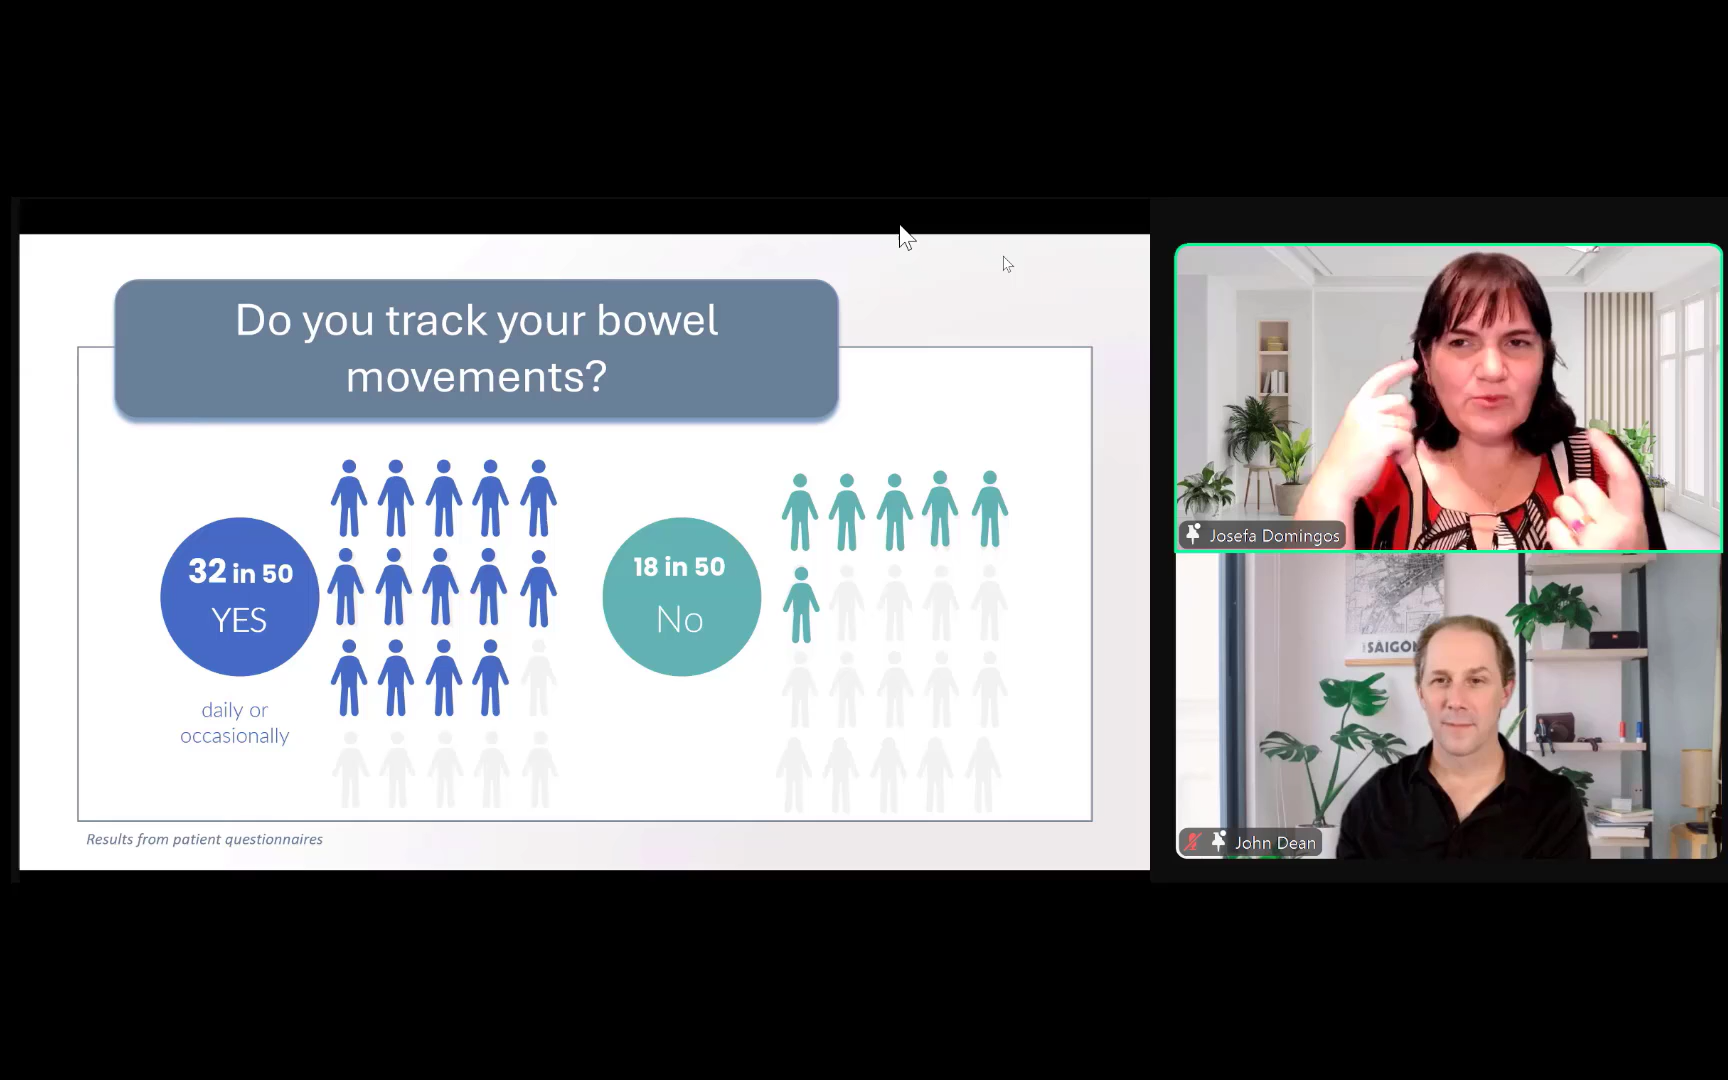 Do you track your bowel
movements?
32 in 50
YES
daily or
occasionally
18 in 50
No
Results from patient questionnaires
Josefa Domingos
SAIGON
John Dean